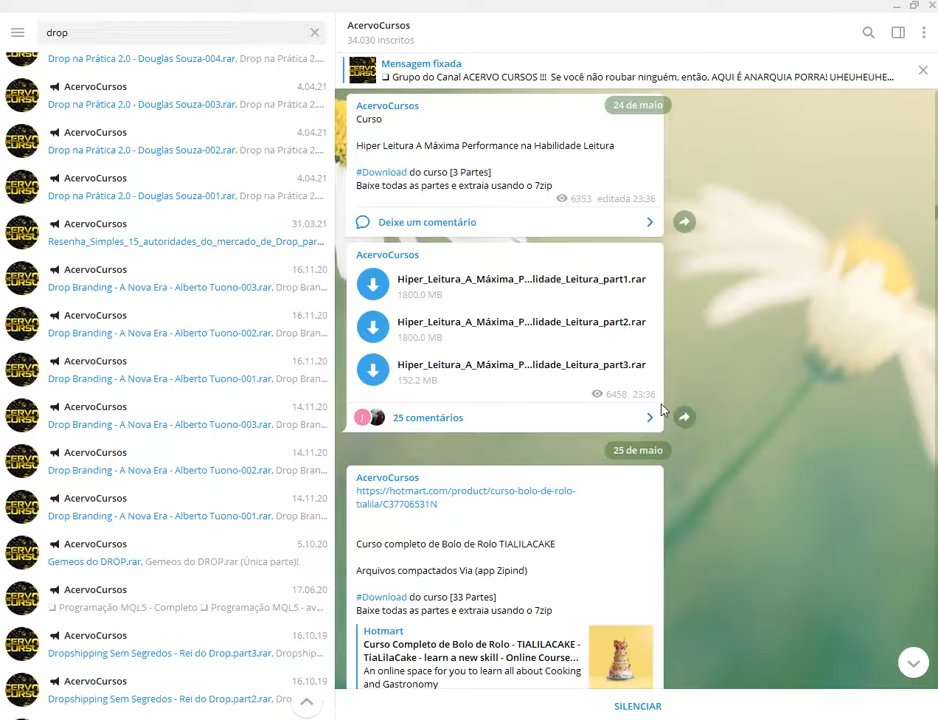 drop
Drop na Prática 2.0 - Douglas Souza-004.rar, Drop na Prática 2...
AcervoCursos 4.04.21
Drop na Prática 2.0 - Douglas Souza-003.rar, Drop na Prática 2....
AcervoCursos 4.04.21
Drop na Prática 2.0 - Douglas Souza-002.rar, Drop na Prática 2....
AcervoCursos 4.04.21
Drop na Prática 2.0 - Douglas Souza-001.rar, Drop na Prática 2....
AcervoCursos 31.03.21
Resenha_Simples_15_autoridades_do_mercado_de_Drop_par...
AcervoCursos 16.11.20
Drop Branding - A Nova Era - Alberto Tuono-003.rar, Drop Bran...
AcervoCursos 16.11.20
Drop Branding - A Nova Era - Alberto Tuono-002.rar, Drop Bran...
AcervoCursos 16.11.20
Drop Branding - A Nova Era - Alberto Tuono-001.rar, Drop Bran...
AcervoCursos 14.11.20
Drop Branding - A Nova Era - Alberto Tuono-003.rar, Drop Bran...
AcervoCursos 14.11.20
Drop Branding - A Nova Era - Alberto Tuono-002.rar, Drop Bran...
AcervoCursos 14.11.20
Drop Branding - A Nova Era - Alberto Tuono-001.rar, Drop Bran...
AcervoCursos 5.10.20
Gemeos do DROP.rar, Gemeos do DROP.rar (Única parte)!
AcervoCursos 17.06.20
❏ Programação MQL5 - Completo ❏ Programação MQL5 - av...
AcervoCursos 16.10.19
Dropshipping Sem Segredos - Rei do Drop.part3.rar, Dropship...
AcervoCursos 16.10.19
Dropshipping Sem Segredos - Rei do Drop.part2.rar, Drops
AcervoCursos
34.030 inscritos
Mensagem fixada
❏ Grupo do Canal ACERVO CURSOS !!! Se você não roubar ninguém, então, AQUI É ANARQUIA PORRA! UHEUHEUHE...
24 de maio
AcervoCursos
Curso
Hiper Leitura A Máxima Performance na Habilidade Leitura
#Download do curso [3 Partes]
Baixe todas as partes e extraia usando o 7zip
6353 editada 23:36
Deixe um comentário
AcervoCursos
Hiper_Leitura_A_Máxima_P...lidade_Leitura_part1.rar
1800.0 MB
Hiper_Leitura_A_Máxima_P...lidade_Leitura_part2.rar
1800.0 MB
Hiper_Leitura_A_Máxima_P...lidade_Leitura_part3.rar
152.2 MB
6458 23:36
25 comentários
25 de maio
AcervoCursos
https://hotmart.com/product/curso-bolo-de-rolo-
tialila/C37706531N
Curso completo de Bolo de Rolo TIALILACAKE
Arquivos compactados Via (app Zipind)
#Download do curso [33 Partes]
Baixe todas as partes e extraia usando o 7zip
Hotmart
Curso Completo de Bolo de Rolo - TIALILACAKE -
TiaLilaCake - learn a new skill - Online Course...
An online space for you to learn all about Cooking
and Gastronomy
SILENCIAR